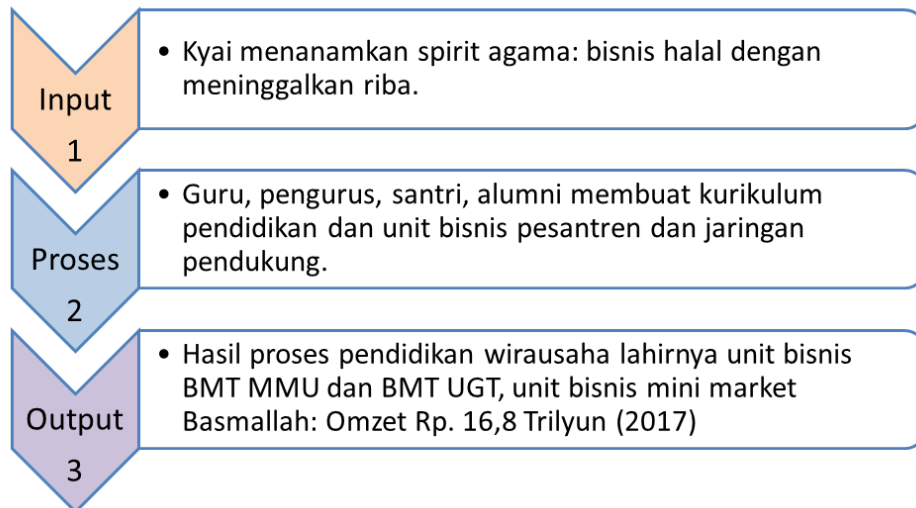 Input
1
• Kyai menanamkan spirit agama: bisnis halal dengan
meninggalkan riba.
Proses
2
• Guru, pengurus, santri, alumni membuat kurikulum
pendidikan dan unit bisnis pesantren dan jaringan
pendukung.
Output
3
• Hasil proses pendidikan wirausaha lahirnya unit bisnis
BMT MMU dan BMT UGT, unit bisnis mini market
Basmallah: Omzet Rp. 16,8 Trilyun (2017)